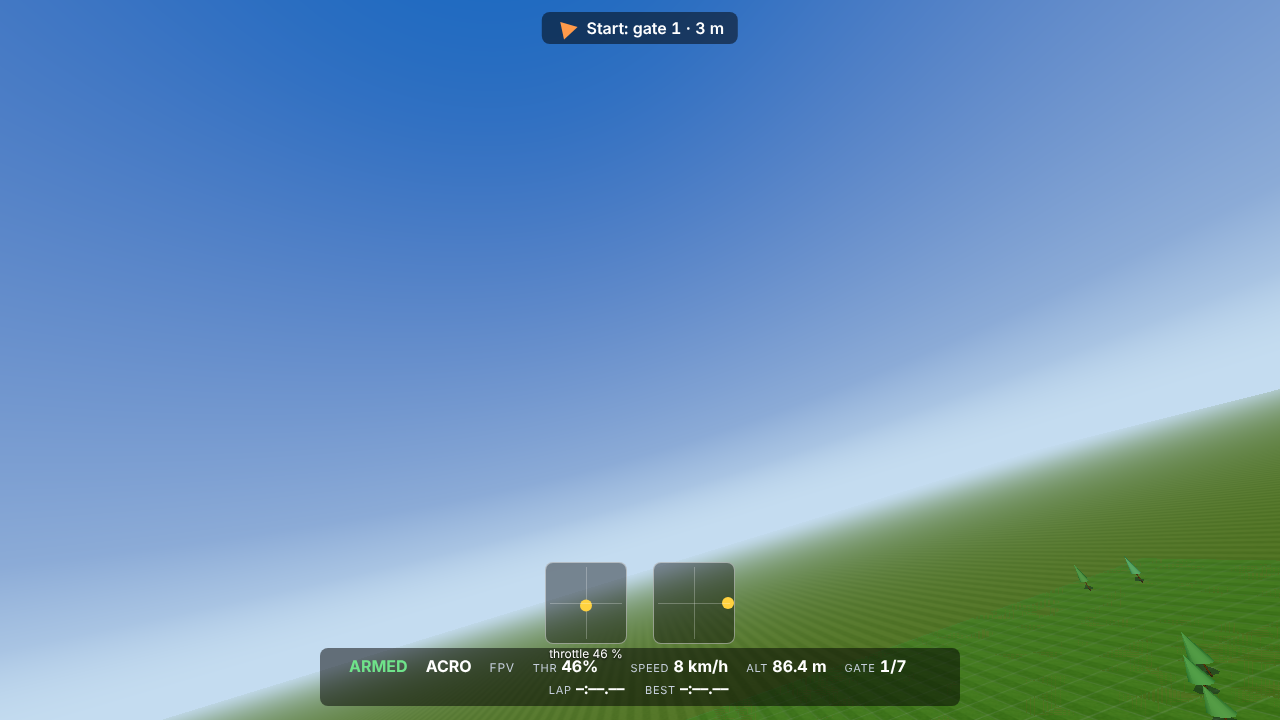 Start: gate 1 · 3 m
throttle 46 %
ARMED ACRO FPV THR 46% SPEED 8 km/h ALT 86.4 m GATE 1/7
LAP –:––.–– BEST –:––.––